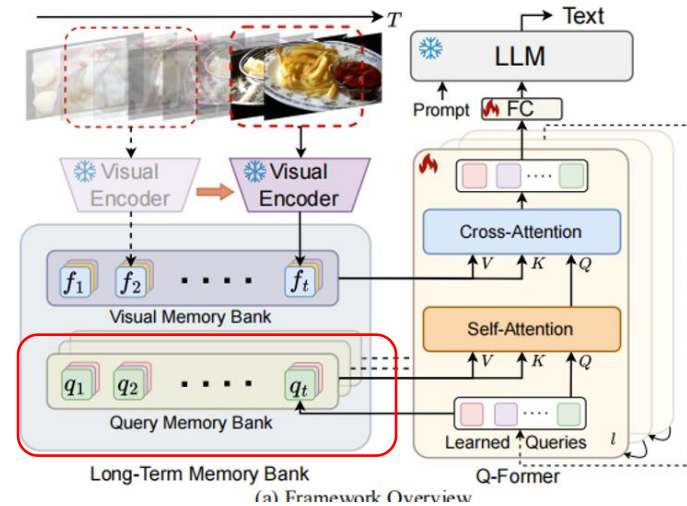 T
Text
LLM
Prompt
FC
Visual
Encoder
Visual
Encoder
f1 f2 .... ft
Visual Memory Bank
q1 q2 .... qt
Query Memory Bank
Long-Term Memory Bank
....
Cross-Attention
V K Q
Self-Attention
V K Q
....
Learned Queries
l
Q-Former
(a) Framework Overview